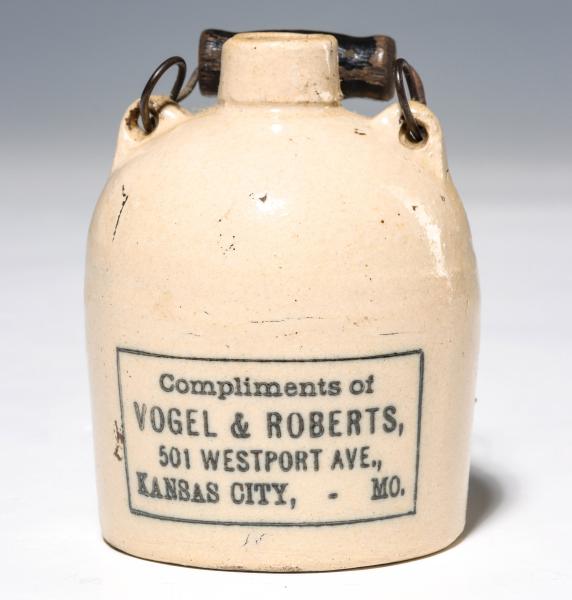 Compliments of
VOGEL & ROBERTS,
501 WESTPORT AVE.,
KANSAS CITY, - MO.